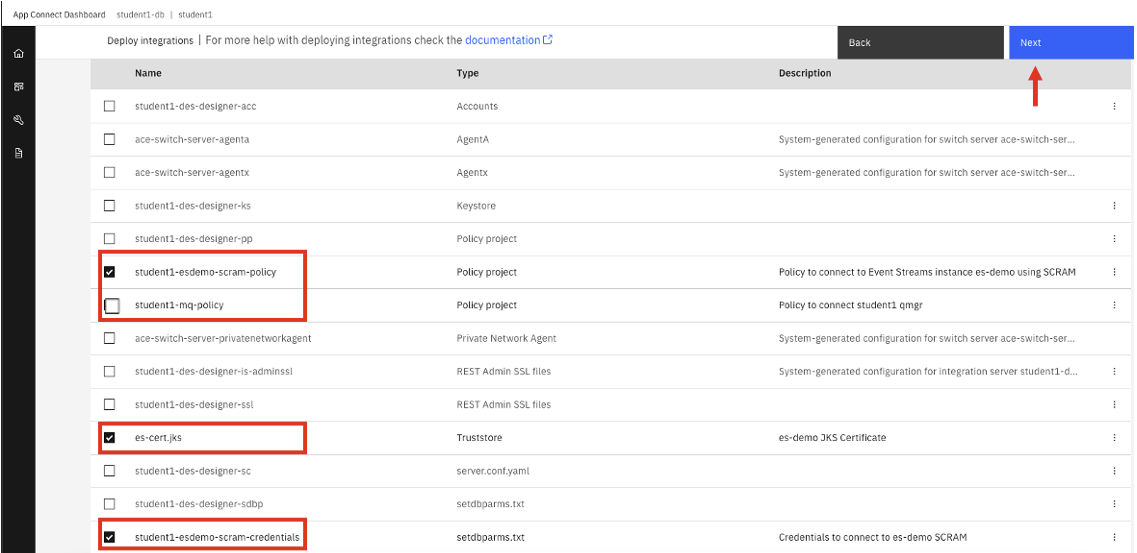 App Connect Dashboard student1-db | student1
Deploy integrations | For more help with deploying integrations check the documentation
Back
Next
Name Type Description
student1-des-designer-acc Accounts
ace-switch-server-agenta AgentA System-generated configuration for switch server ace-switch-ser...
ace-switch-server-agentx Agentx System-generated configuration for switch server ace-switch-ser...
student1-des-designer-ks Keystore
student1-des-designer-pp Policy project
student1-esdemo-scram-policy Policy project Policy to connect to Event Streams instance es-demo using SCRAM
student1-mq-policy Policy project Policy to connect student1 qmgr
ace-switch-server-privatenetworkagent Private Network Agent System-generated configuration for switch server ace-switch-ser...
student1-des-designer-is-adminssl REST Admin SSL files System-generated configuration for integration server student1-d...
student1-des-designer-ssl REST Admin SSL files
es-cert.jks Truststore es-demo JKS Certificate
student1-des-designer-sc server.conf.yaml
student1-des-designer-sdbp setdbparms.txt
student1-esdemo-scram-credentials setdbparms.txt Credentials to connect to es-demo SCRAM